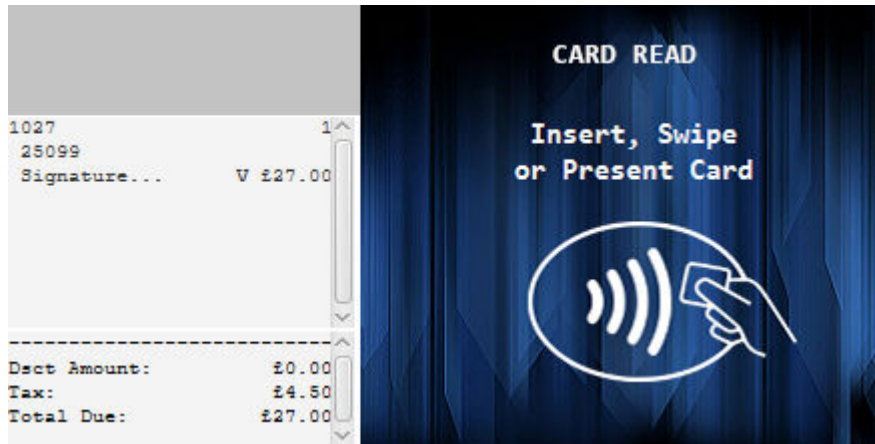 1027 1
25099
Signature... V £27.00
---------------------------
Dsct Amount: £0.00
Tax: £4.50
Total Due: £27.00
CARD READ
Insert, Swipe
or Present Card